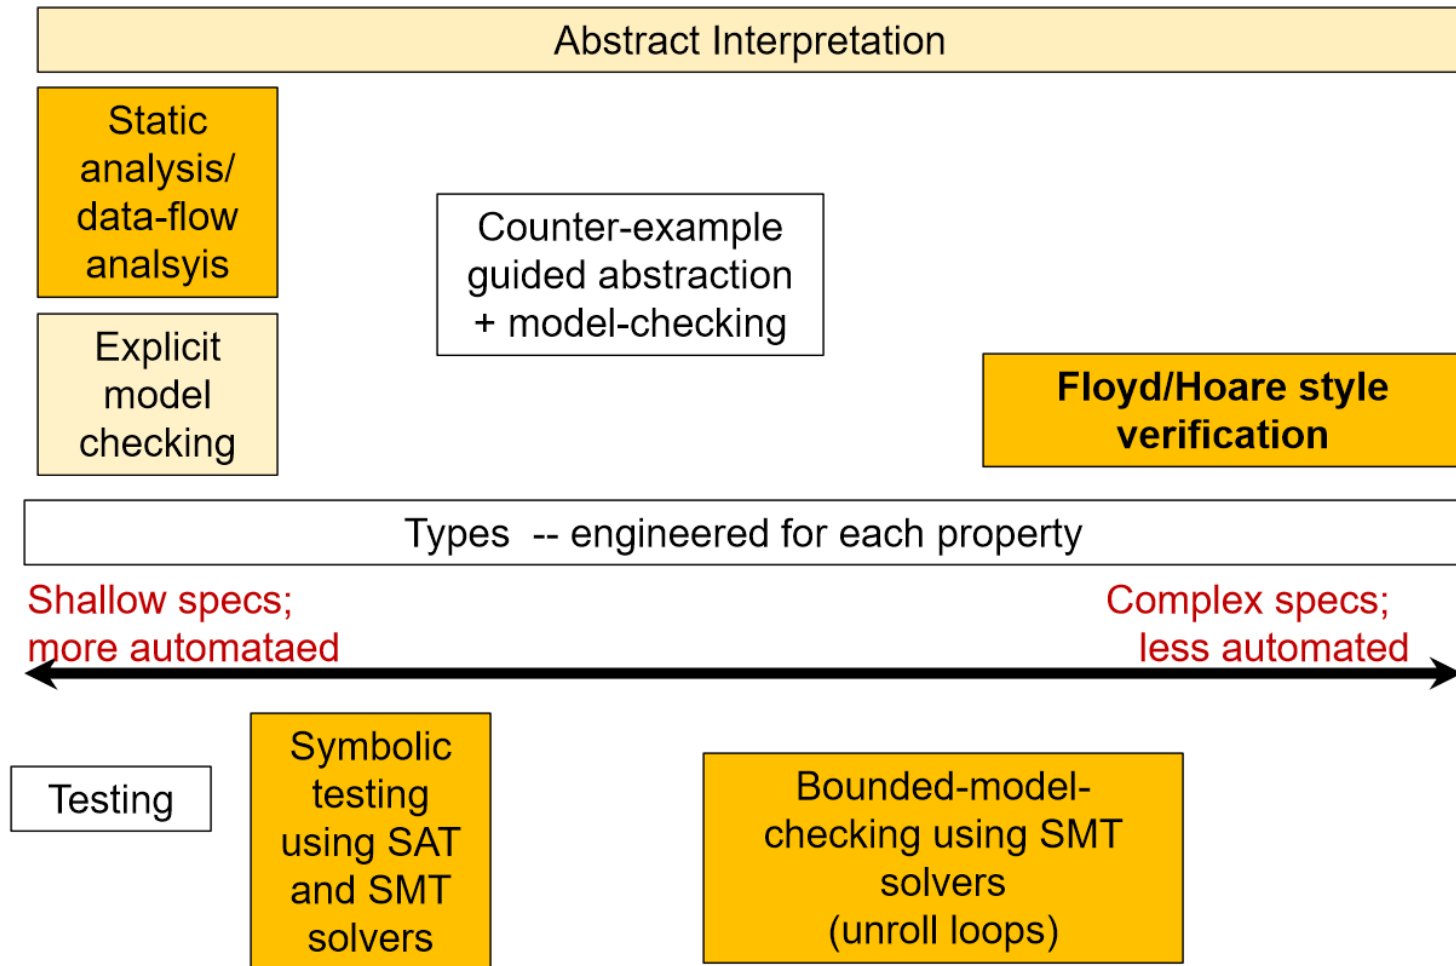 Abstract Interpretation
Static
analysis/
data-flow
analsyis
Counter-example
guided abstraction
+ model-checking
Explicit
model
checking
Floyd/Hoare style
verification
Types -- engineered for each property
Shallow specs;
more automataed
Complex specs;
less automated
Testing
Symbolic
testing
using SAT
and SMT
solvers
Bounded-model-
checking using SMT
solvers
(unroll loops)